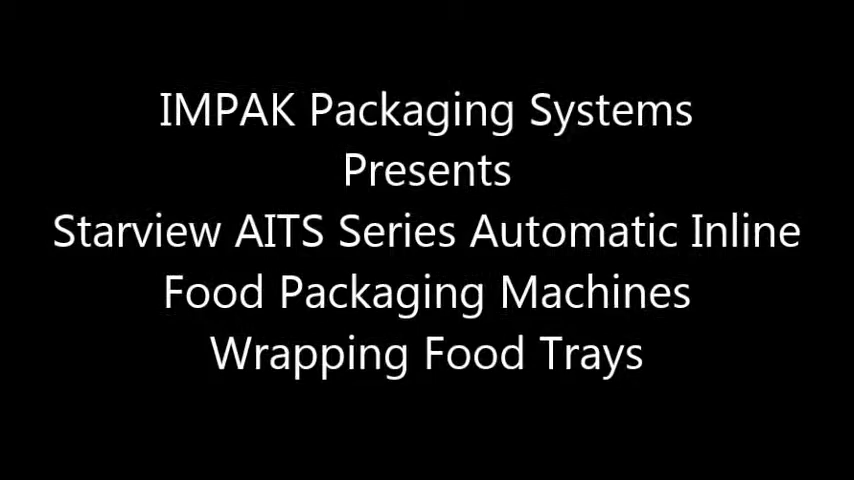 IMPAK Packaging Systems
Presents
Starview AITS Series Automatic Inline
Food Packaging Machines
Wrapping Food Trays